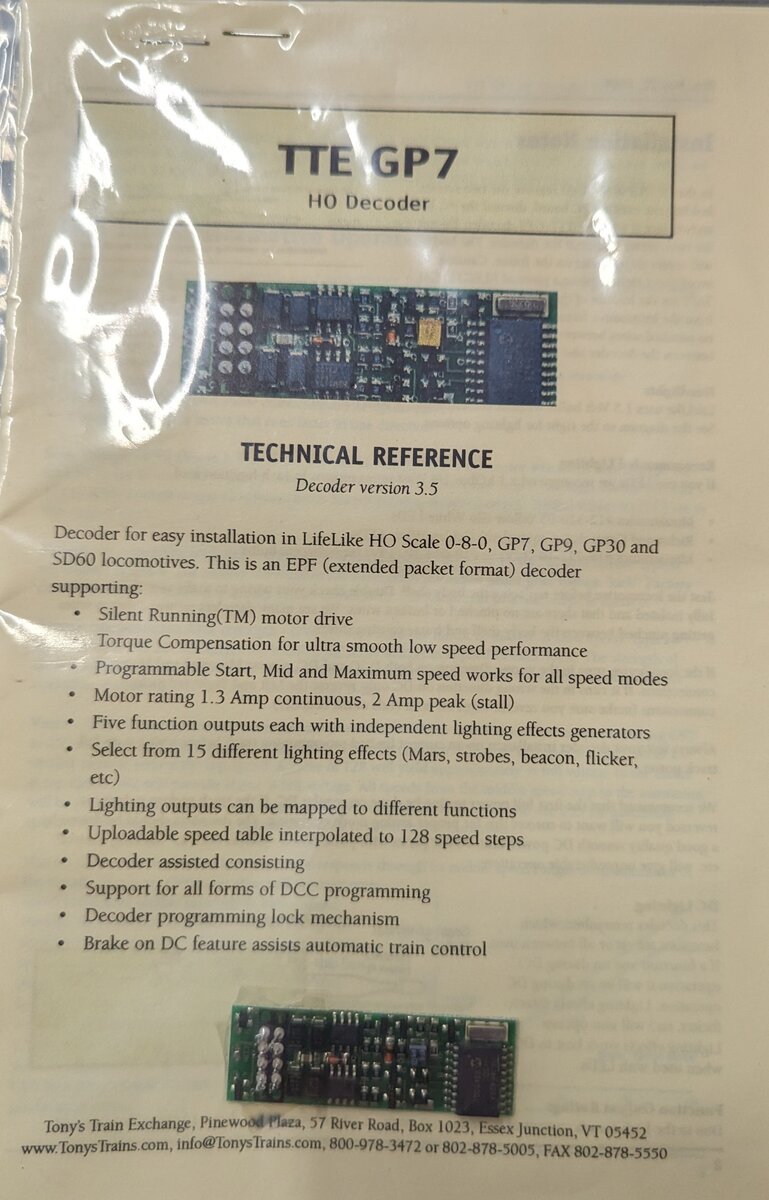 TTE GP7
HO Decoder
TECHNICAL REFERENCE
Decoder version 3.5
Decoder for easy installation in LifeLike HO Scale 0-8-0, GP7, GP9, GP30 and
SD60 locomotives. This is an EPF (extended packet format) decoder
supporting:
• Silent Running(TM) motor drive
Torque Compensation for ultra smooth low speed performance
• Programmable Start, Mid and Maximum speed works for all speed modes
• Motor rating 1.3 Amp continuous, 2 Amp peak (stall)
• Five function outputs each with independent lighting effects generators
• Select from 15 different lighting effects (Mars, strobes, beacon, flicker,
etc)
• Lighting outputs can be mapped to different functions
• Uploadable speed table interpolated to 128 speed steps
• Decoder assisted consisting
• Support for all forms of DCC programming
• Decoder programming lock mechanism
• Brake on DC feature assists automatic train control
Tony's Train Exchange, Pinewood Plaza, 57 River Road, Box 1023, Essex Junction, VT 05452
www.TonysTrains.com, info@TonysTrains.com, 800-978-3472 or 802-878-5005, FAX 802-878-5550